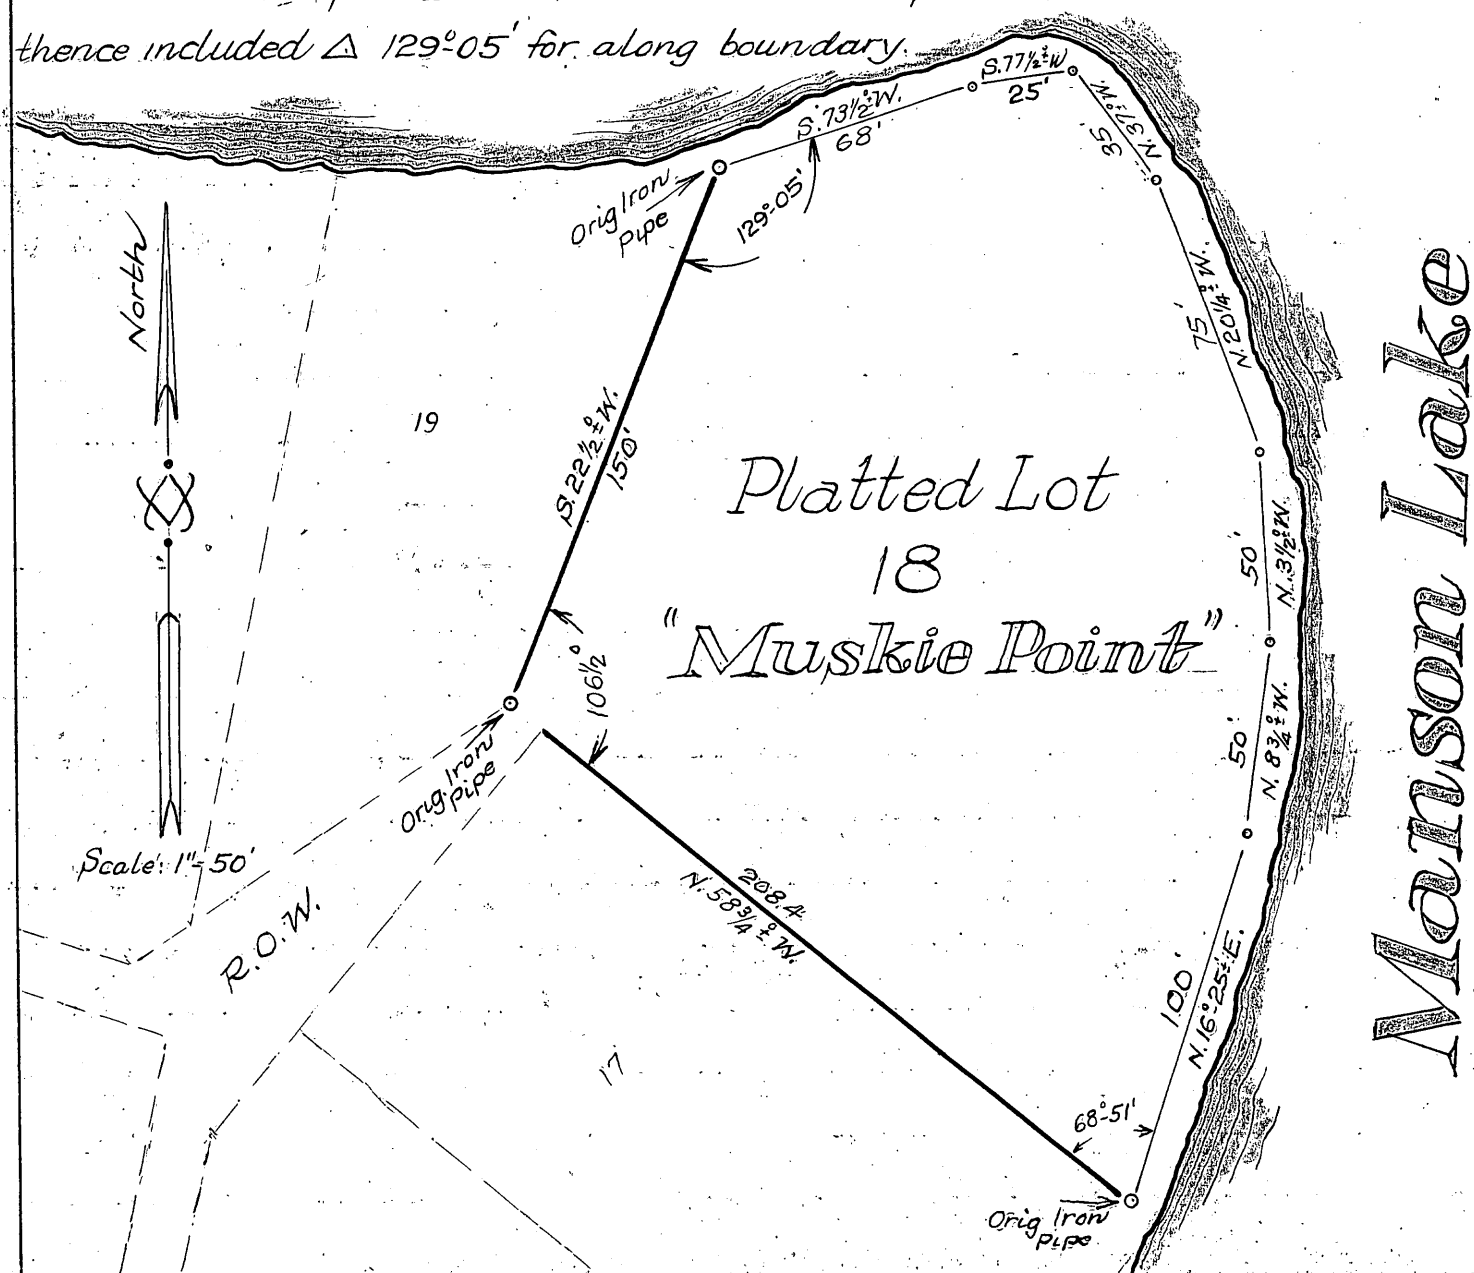 thence included △ 129°-05' for along boundary.
S. 77½°± W
25'
S. 73½°± W.
68'
N. 37°± W.
35'
Orig Iron
Pipe
129°-05'
North
N. 20¼°± W.
75'
19
S. 22½°± W.
150'
Platted Lot
18
"Muskie Point"
Manson Lake
50'
N. 3½°± W.
106½°
50'
N. 8¾°± W.
Orig. Iron
Pipe
Scale: 1"=50'
R.O.W.
208.4
N. 58¾°± W.
100'
N. 16°-25'± E.
17
68°-51'
Orig Iron
Pipe